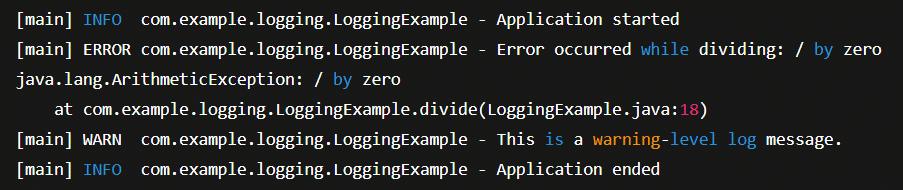 [main] INFO  com.example.logging.LoggingExample - Application started
[main] ERROR com.example.logging.LoggingExample - Error occurred while dividing: / by zero
java.lang.ArithmeticException: / by zero
    at com.example.logging.LoggingExample.divide(LoggingExample.java:18)
[main] WARN  com.example.logging.LoggingExample - This is a warning-level log message.
[main] INFO  com.example.logging.LoggingExample - Application ended